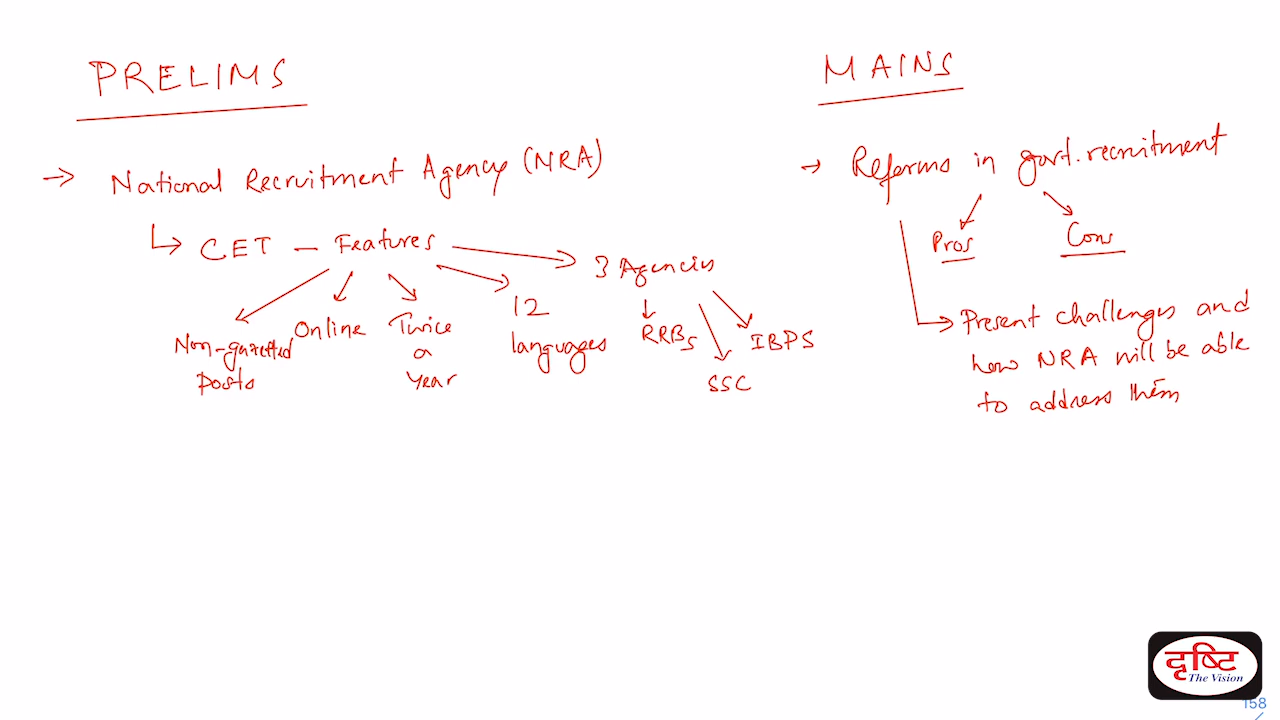 PRELIMS
→ National Recruitment Agency (NRA)
CET — Features
Non-gazetted
posts
Online
Twice
a
Year
12
languages
3 Agencies
RRBs
SSC
IBPS
MAINS
→ Reforms in govt. recruitment
Pros
Cons
Present challenges and
how NRA will be able
to address them
दृष्टि
The Vision
158